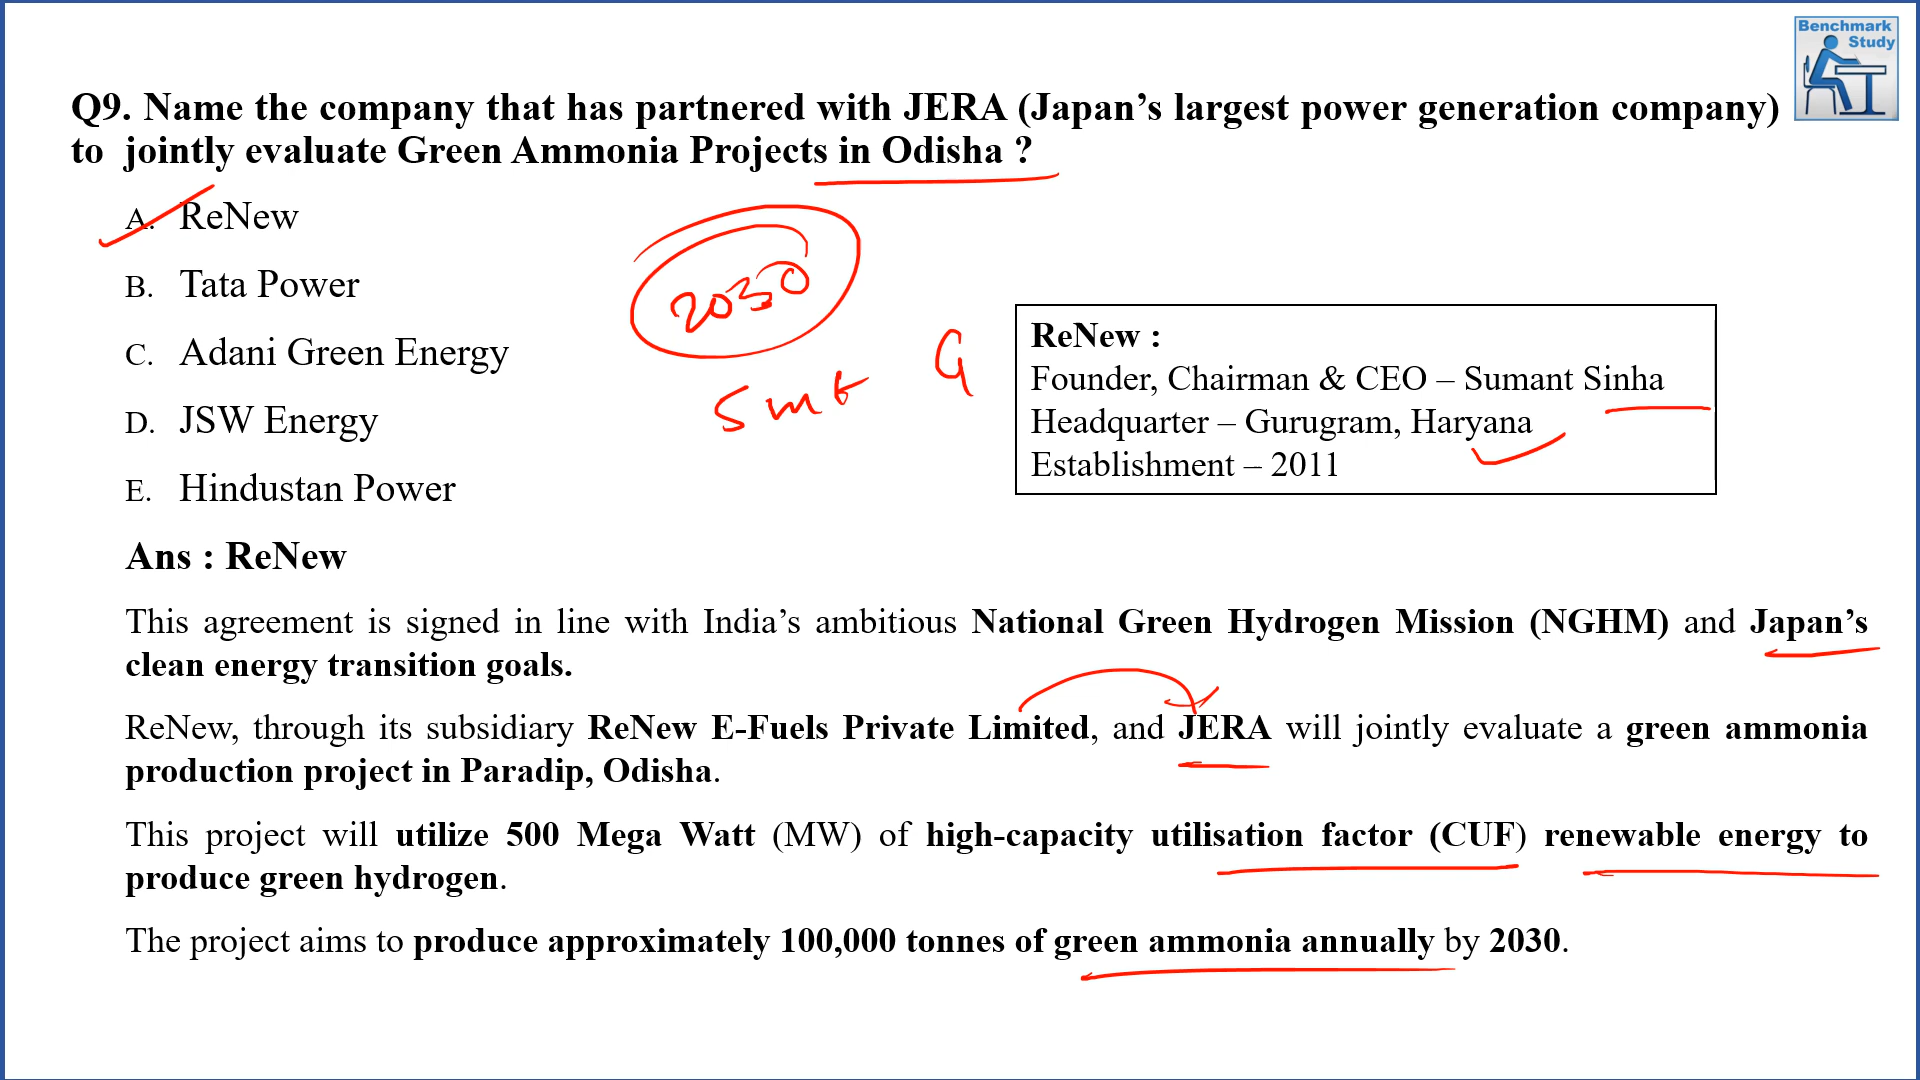 Benchmark
Study
Q9. Name the company that has partnered with JERA (Japan’s largest power generation company)
to jointly evaluate Green Ammonia Projects in Odisha ?
A. ReNew
B. Tata Power
C. Adani Green Energy
D. JSW Energy
E. Hindustan Power
2030
5 mt
G
ReNew :
Founder, Chairman & CEO – Sumant Sinha
Headquarter – Gurugram, Haryana
Establishment – 2011
Ans : ReNew
This agreement is signed in line with India’s ambitious National Green Hydrogen Mission (NGHM) and Japan’s
clean energy transition goals.
ReNew, through its subsidiary ReNew E-Fuels Private Limited, and JERA will jointly evaluate a green ammonia
production project in Paradip, Odisha.
This project will utilize 500 Mega Watt (MW) of high-capacity utilisation factor (CUF) renewable energy to
produce green hydrogen.
The project aims to produce approximately 100,000 tonnes of green ammonia annually by 2030.